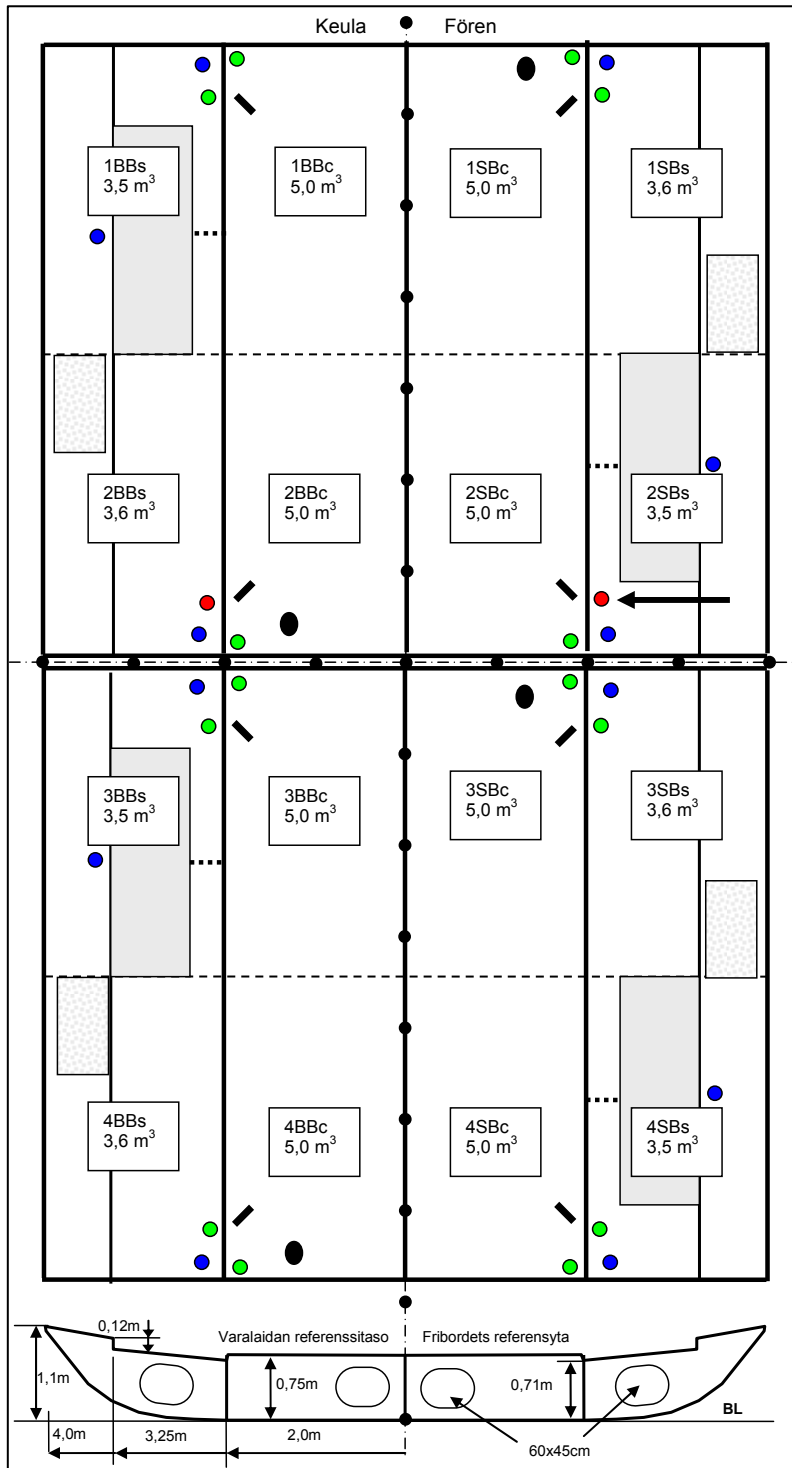 Keula Fören
1BBs
3,5 m³
1BBc
5,0 m³
1SBc
5,0 m³
1SBs
3,6 m³
2BBs
3,6 m³
2BBc
5,0 m³
2SBc
5,0 m³
2SBs
3,5 m³
3BBs
3,5 m³
3BBc
5,0 m³
3SBc
5,0 m³
3SBs
3,6 m³
4BBs
3,6 m³
4BBc
5,0 m³
4SBc
5,0 m³
4SBs
3,5 m³
0,12m Varalaidan referenssitaso Fribordets referensyta
1,1m 0,75m 0,71m
BL
4,0m 3,25m 2,0m 60x45cm